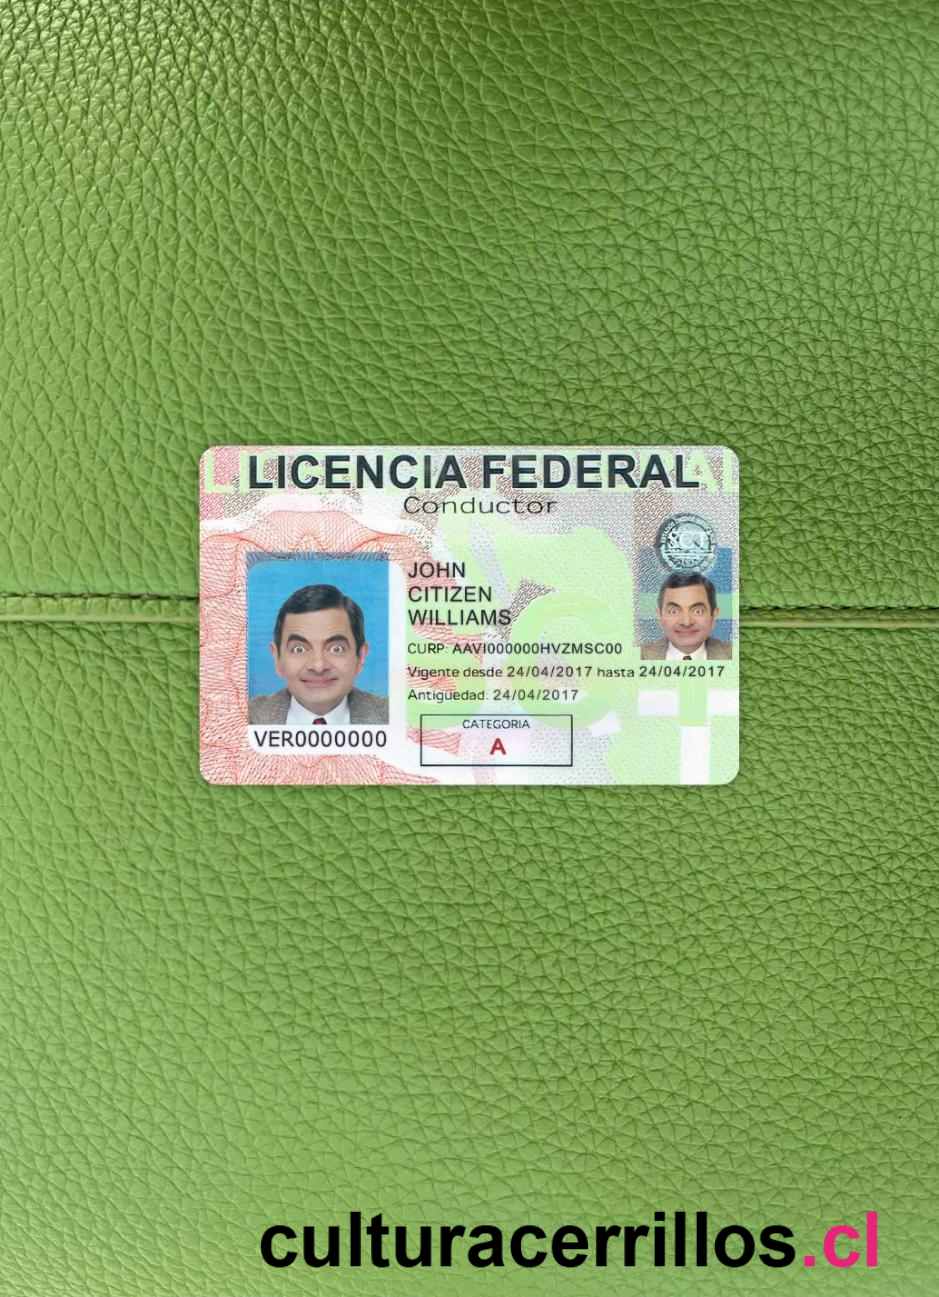 LICENCIA FEDERAL
Conductor
SCT
JOHN
CITIZEN
WILLIAMS
CURP: AAVI000000HVZMSC00
Vigente desde 24/04/2017 hasta 24/04/2017
Antigüedad: 24/04/2017
CATEGORIA
A
VER0000000
culturacerrillos.cl